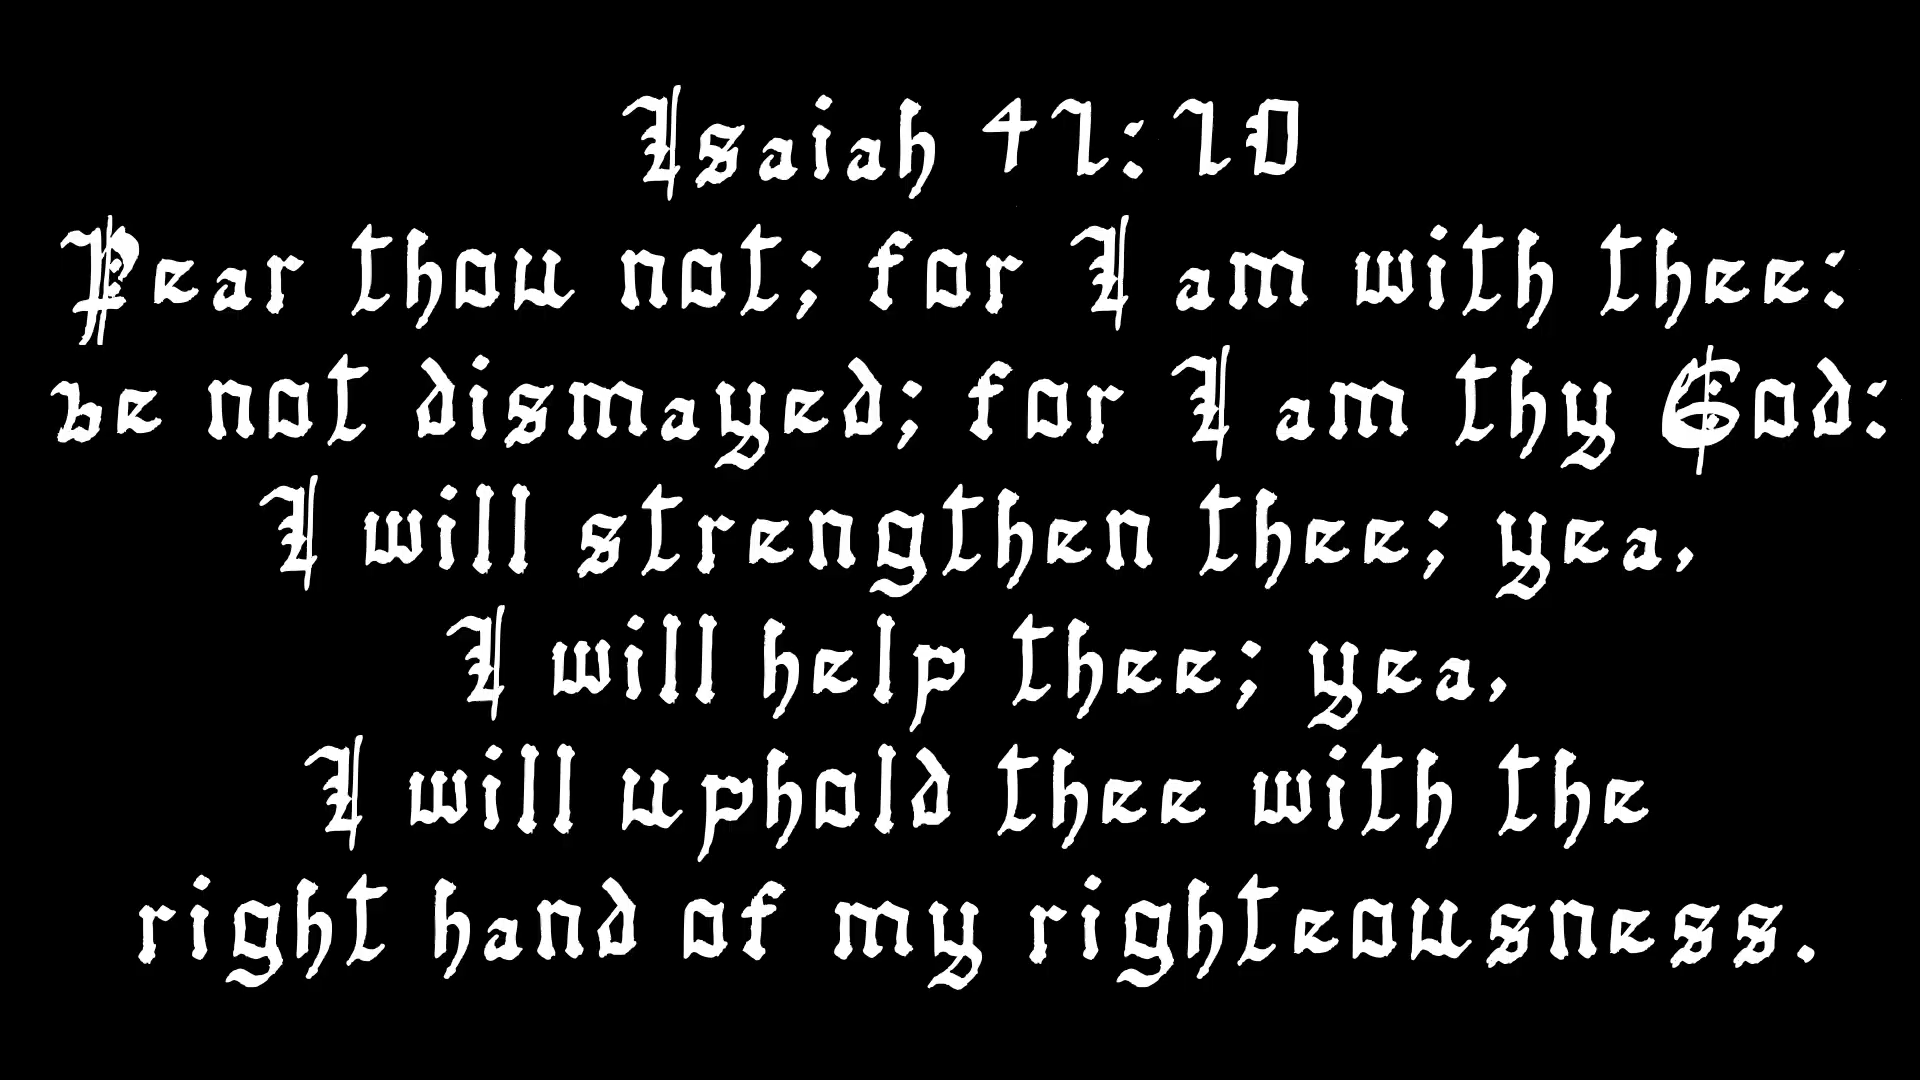 Isaiah 41:10
Fear thou not; for I am with thee:
be not dismayed; for I am thy God:
I will strengthen thee; yea,
I will help thee; yea,
I will uphold thee with the
right hand of my righteousness.